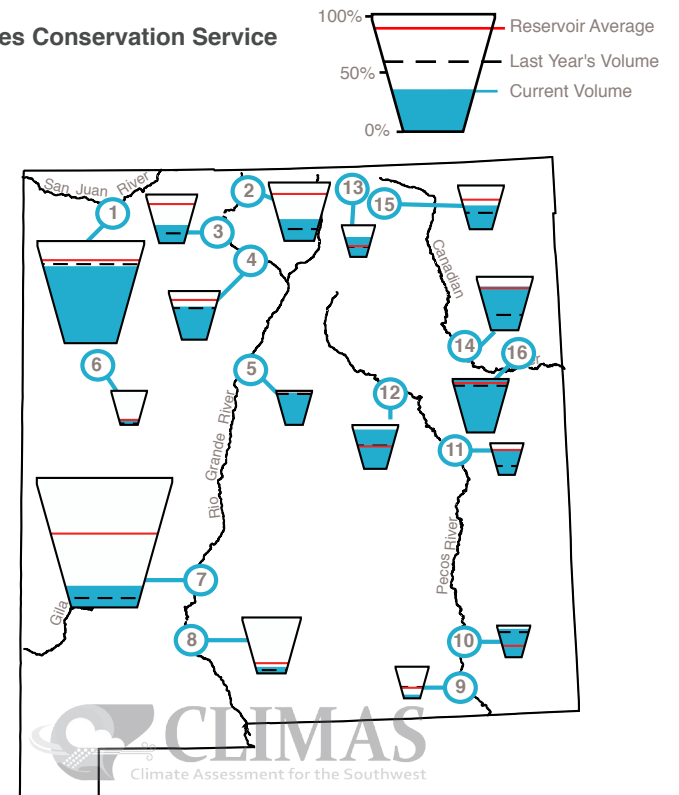 es Conservation Service
100%
50%
0%
Reservoir Average
Last Year's Volume
Current Volume
San Juan River
1
2
3
4
13
15
Canadian
14
16
er
6
5
12
11
Rio Grande River
Pecos River
7
8
10
9
Gila
CLIMAS
Climate Assessment for the Southwest